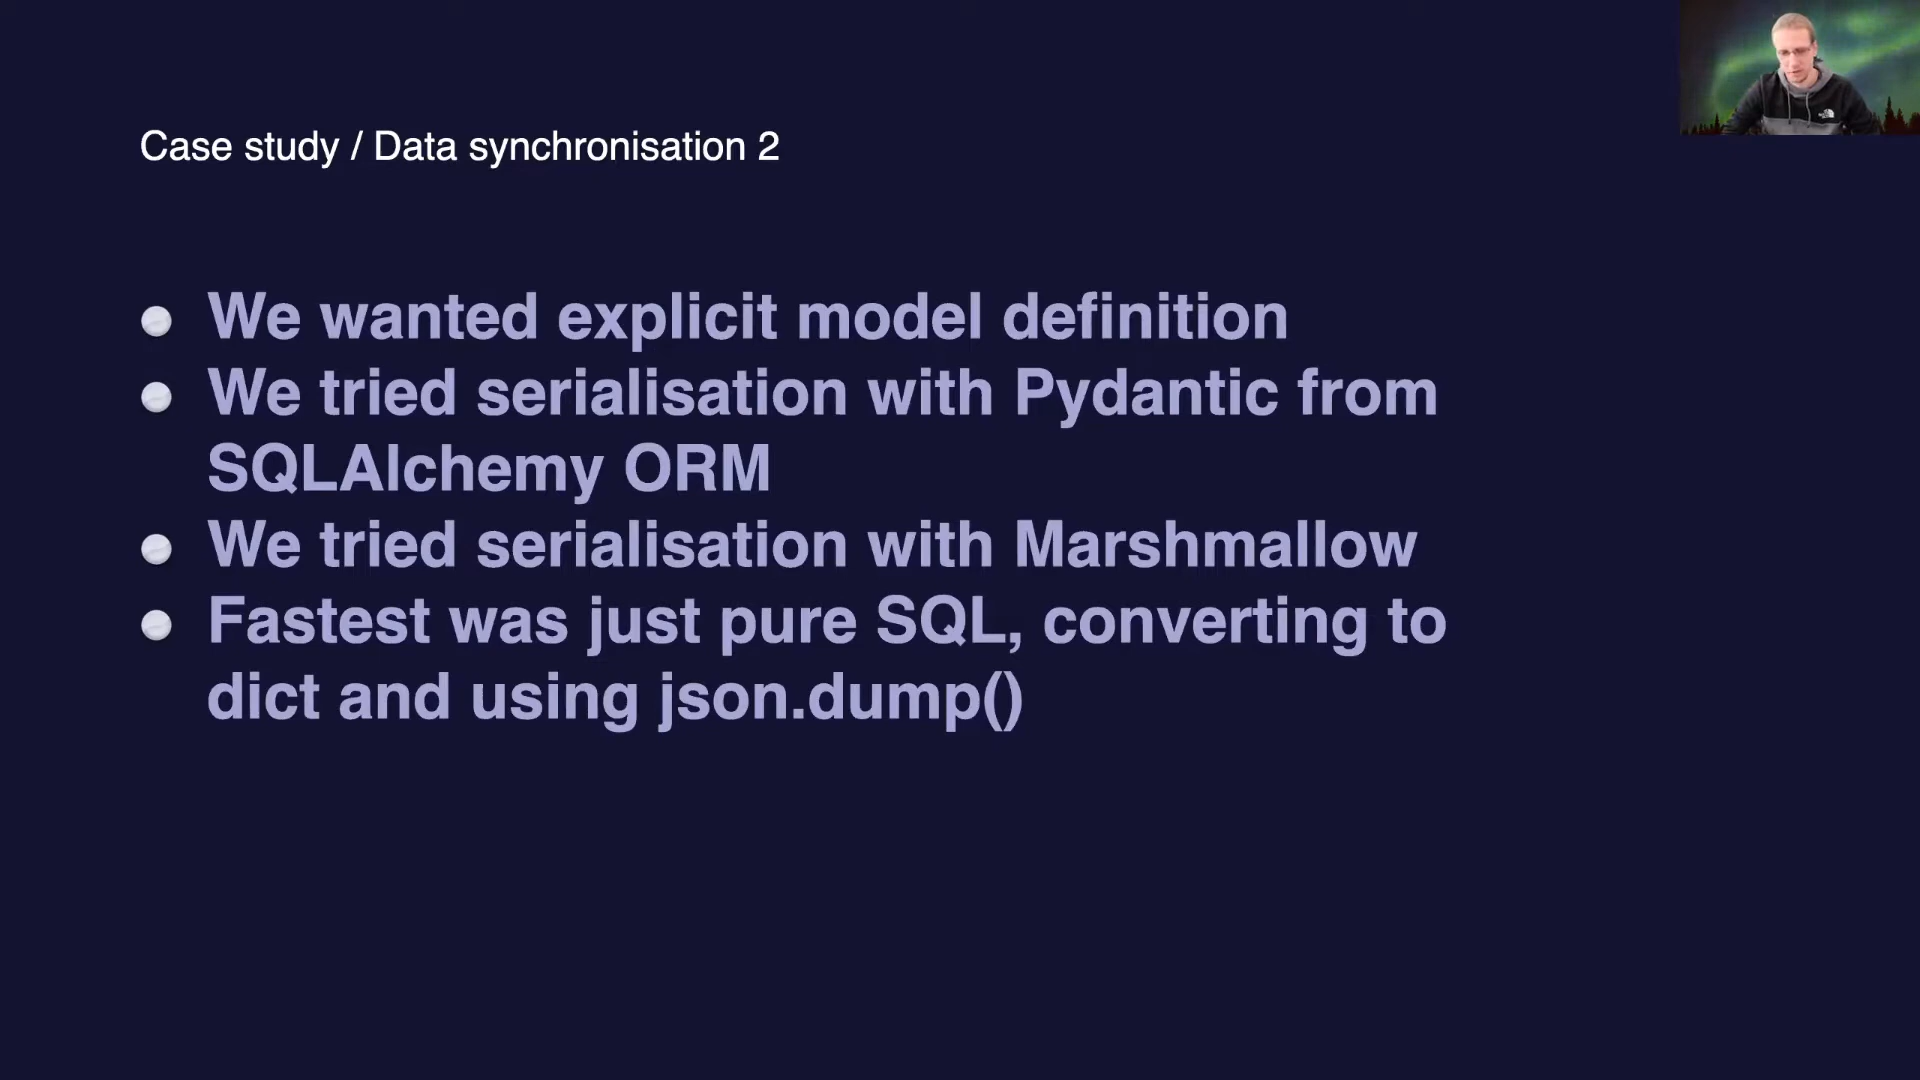 Case study / Data synchronisation 2
We wanted explicit model definition
We tried serialisation with Pydantic from
SQLAlchemy ORM
We tried serialisation with Marshmallow
Fastest was just pure SQL, converting to
dict and using json.dump()